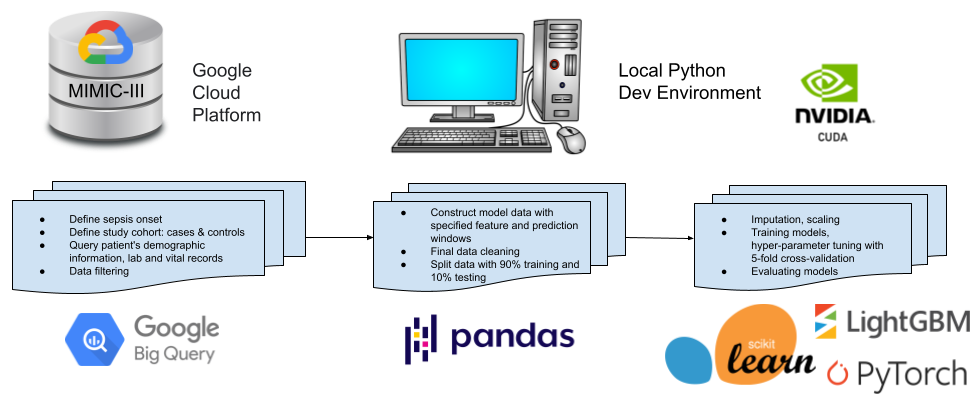 MIMIC-III
Google
Cloud
Platform
Local Python
Dev Environment
NVIDIA.
CUDA
● Define sepsis onset
● Define study cohort: cases & controls
● Query patient's demographic
information, lab and vital records
● Data filtering
● Construct model data with
specified feature and prediction
windows
● Final data cleaning
● Split data with 90% training and
10% testing
● Imputation, scaling
● Training models,
hyper-parameter tuning with
5-fold cross-validation
● Evaluating models
Google
Big Query
pandas
scikit
learn
LightGBM
PyTorch